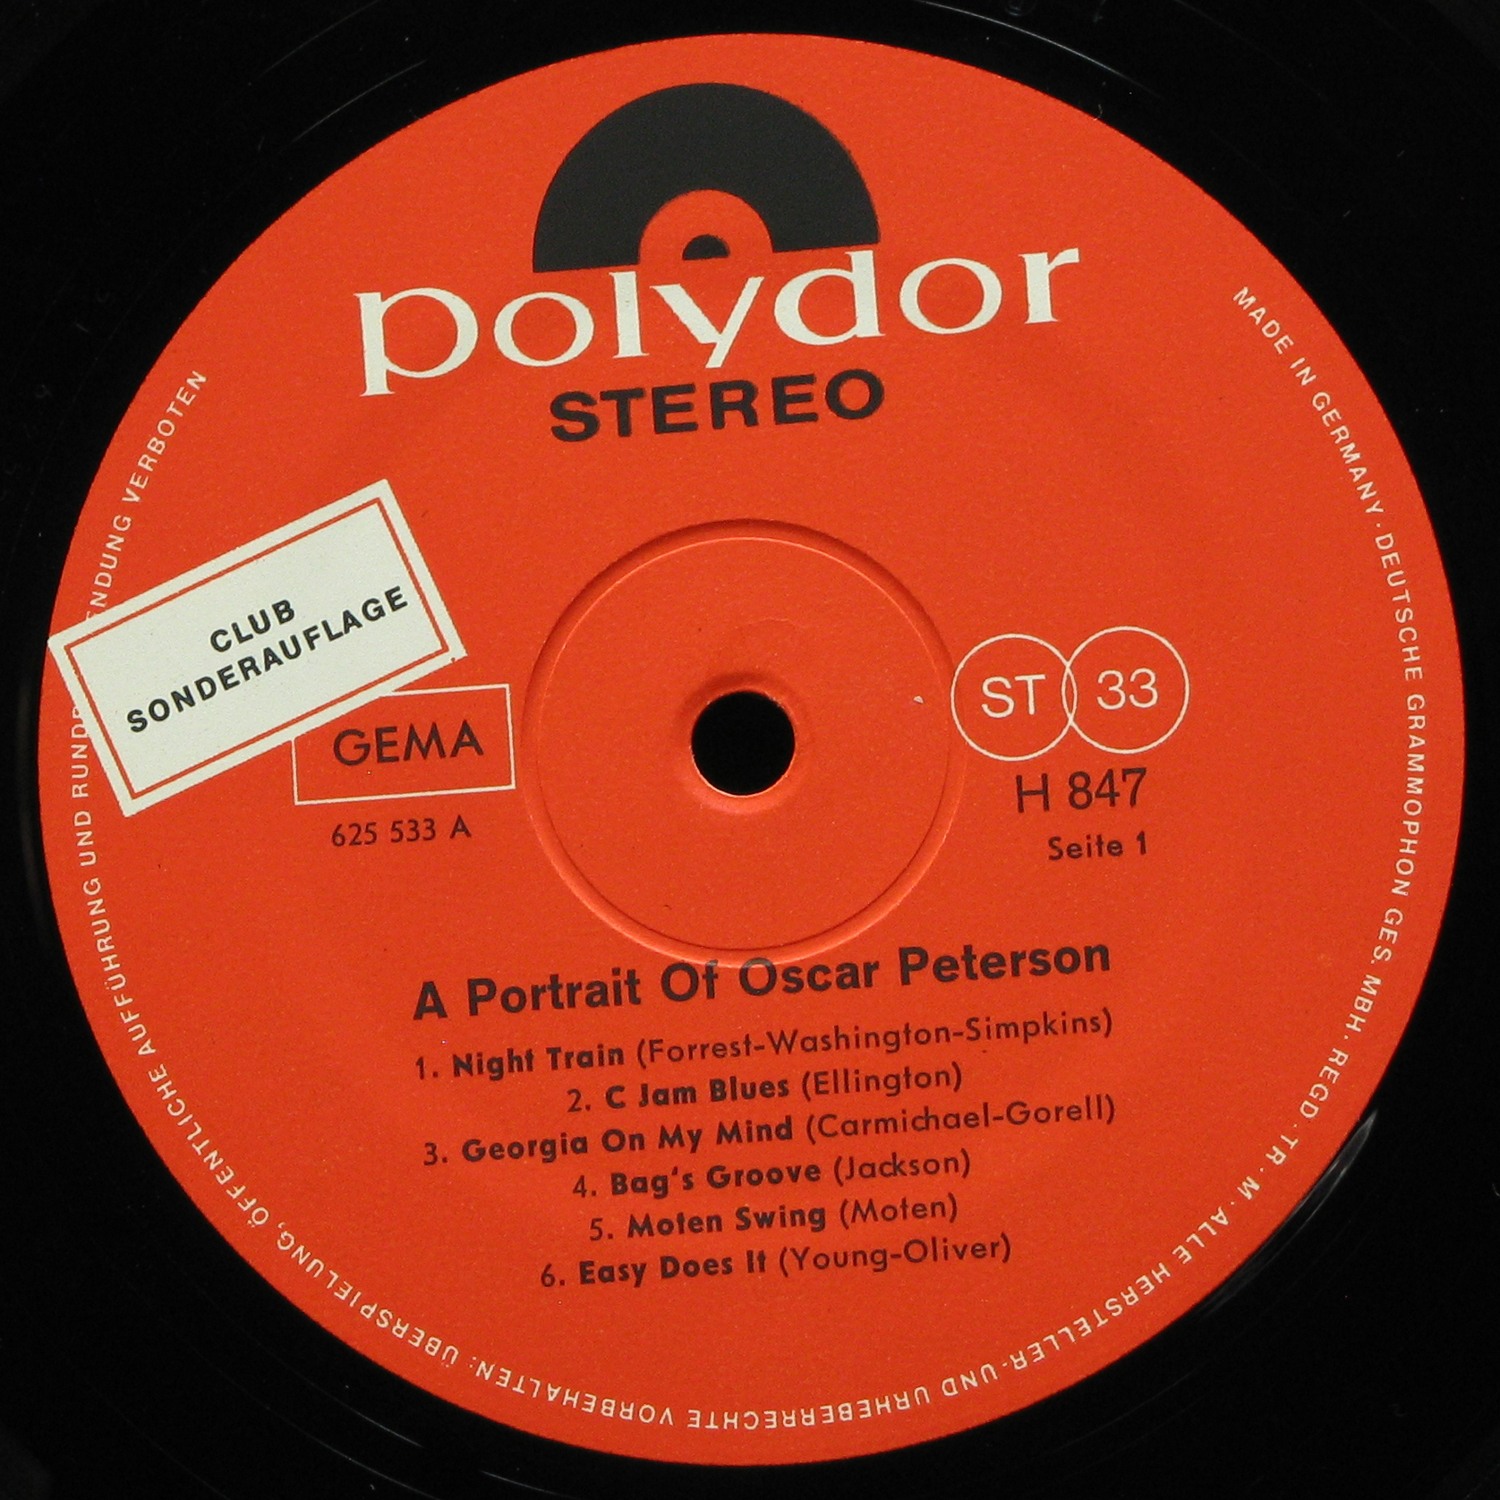 polydor
STEREO
CLUB
SONDERAUFLAGE
GEMA
625 533 A
ST 33
H 847
Seite 1
A Portrait Of Oscar Peterson
1. Night Train (Forrest-Washington-Simpkins)
2. C Jam Blues (Ellington)
3. Georgia On My Mind (Carmichael-Gorell)
4. Bag's Groove (Jackson)
5. Moten Swing (Moten)
6. Easy Does It (Young-Oliver)
MADE IN GERMANY · DEUTSCHE GRAMMOPHON GES. MBH · REGD · TR · M · ALLE HERSTELLER- UND URHEBERRECHTE VORBEHALTEN: ÜBERSPIELUNG, ÖFFENTLICHE AUFFÜHRUNG UND VERBOTEN